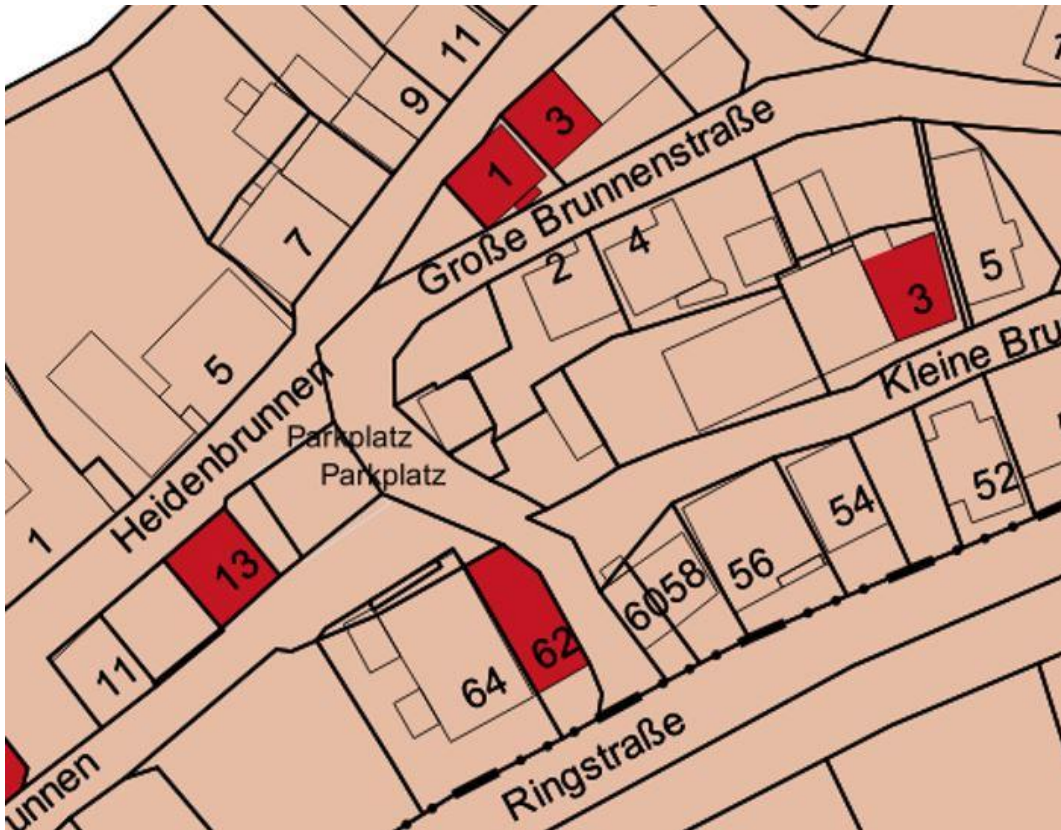 11
9
3
1
Große Brunnenstraße
7
2
4
5
3
5
Kleine Bru
Heidenbrunnen
Parkplatz
Parkplatz
1
13
11
54
52
56
58
60
62
64
Ringstraße
unnen